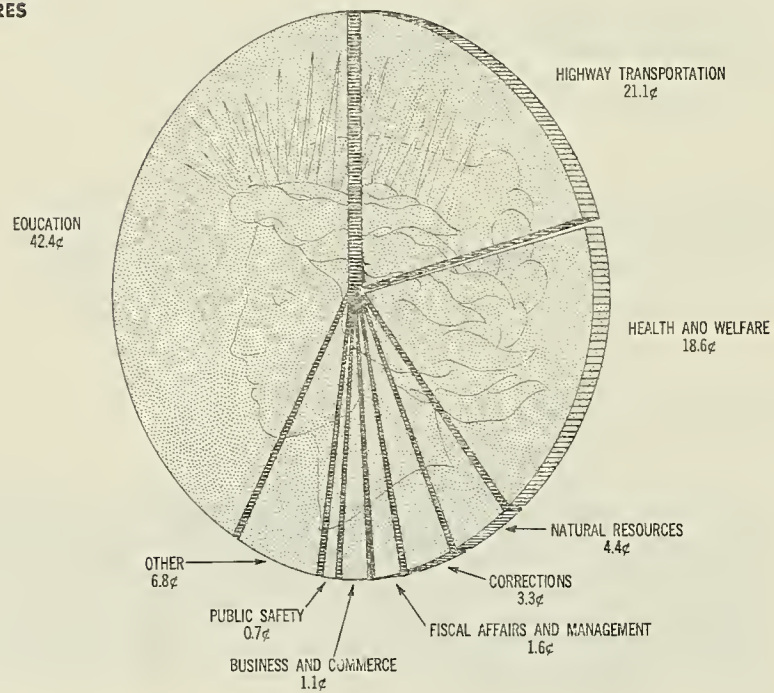 RES
HIGHWAY TRANSPORTATION
21.1¢
EDUCATION
42.4¢
HEALTH AND WELFARE
18.6¢
NATURAL RESOURCES
4.4¢
OTHER
6.8¢
CORRECTIONS
3.3¢
PUBLIC SAFETY
0.7¢
FISCAL AFFAIRS AND MANAGEMENT
1.6¢
BUSINESS AND COMMERCE
1.1¢